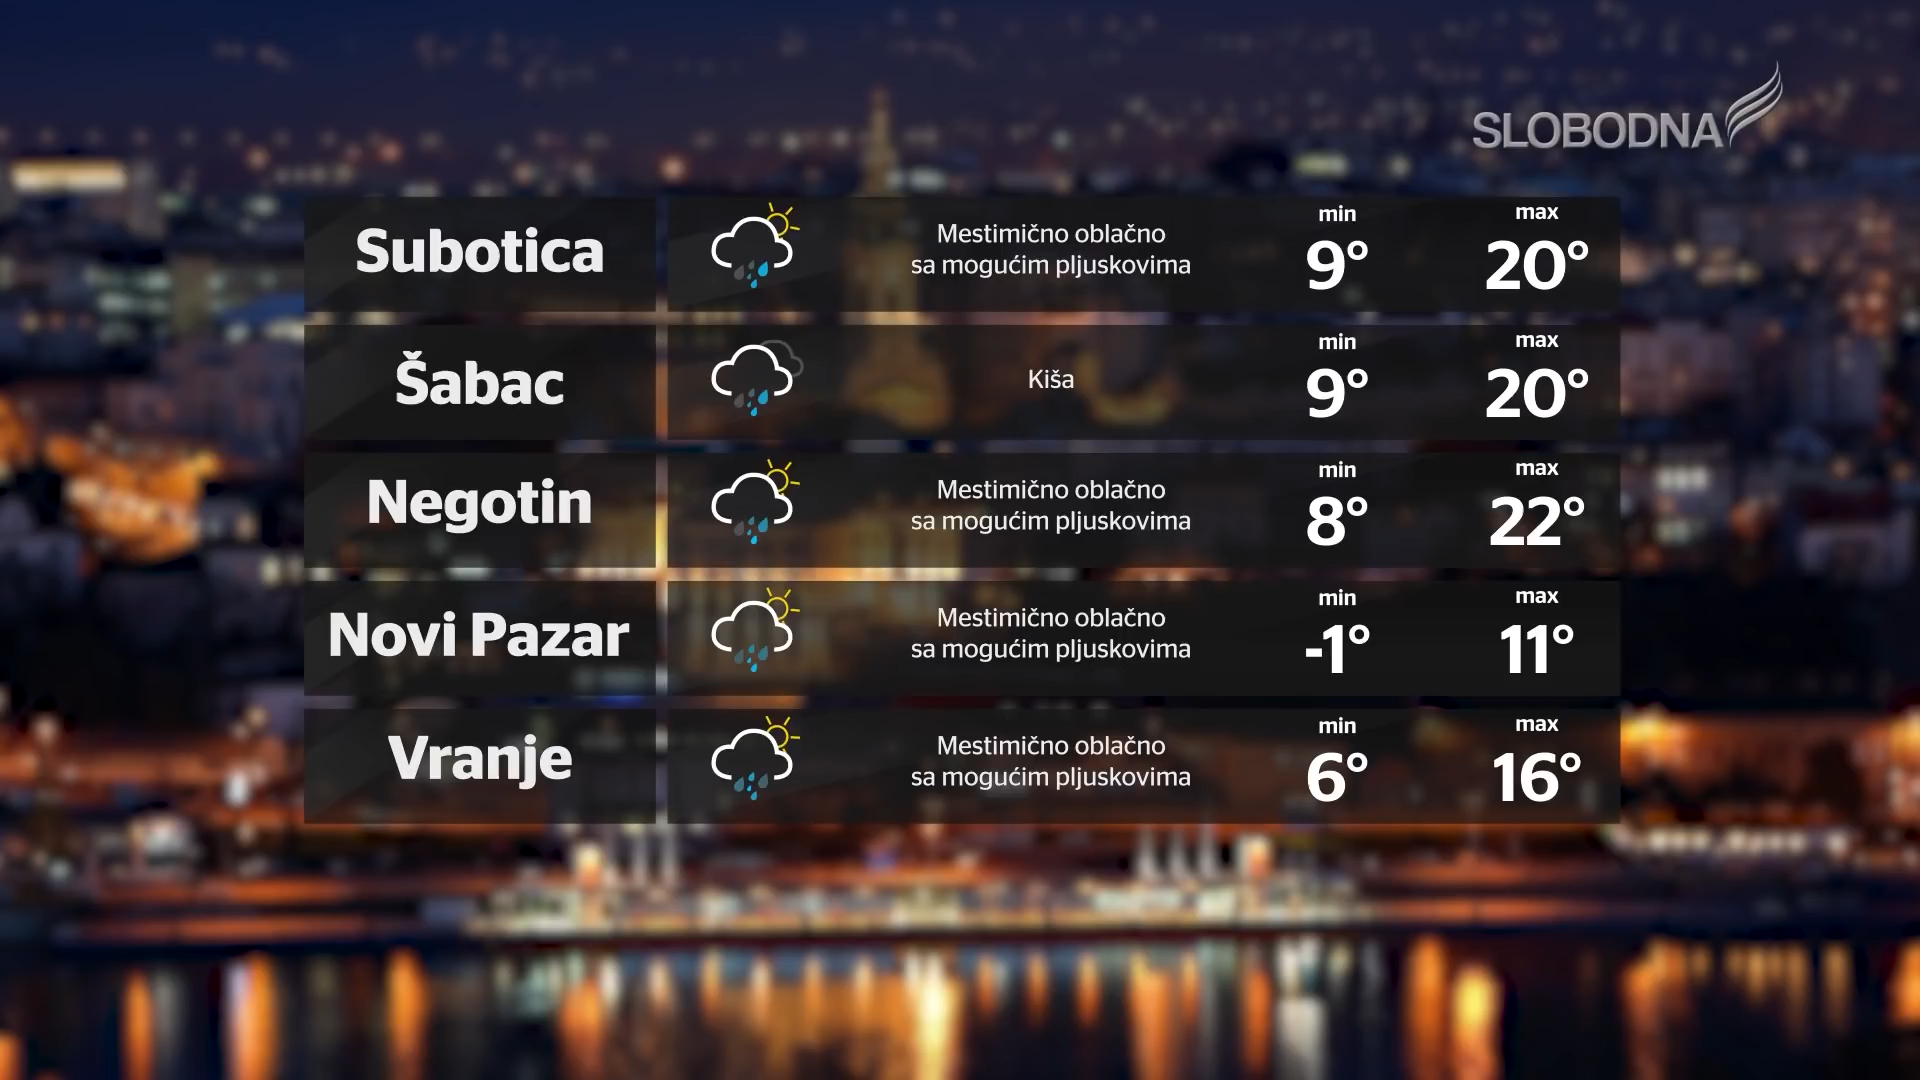 SLOBODNA
Subotica
Mestimično oblačno
sa mogućim pljuskovima
min
9°
max
20°
Šabac
Kiša
min
9°
max
20°
Negotin
Mestimično oblačno
sa mogućim pljuskovima
min
8°
max
22°
Novi Pazar
Mestimično oblačno
sa mogućim pljuskovima
min
-1°
max
11°
Vranje
Mestimično oblačno
sa mogućim pljuskovima
min
6°
max
16°